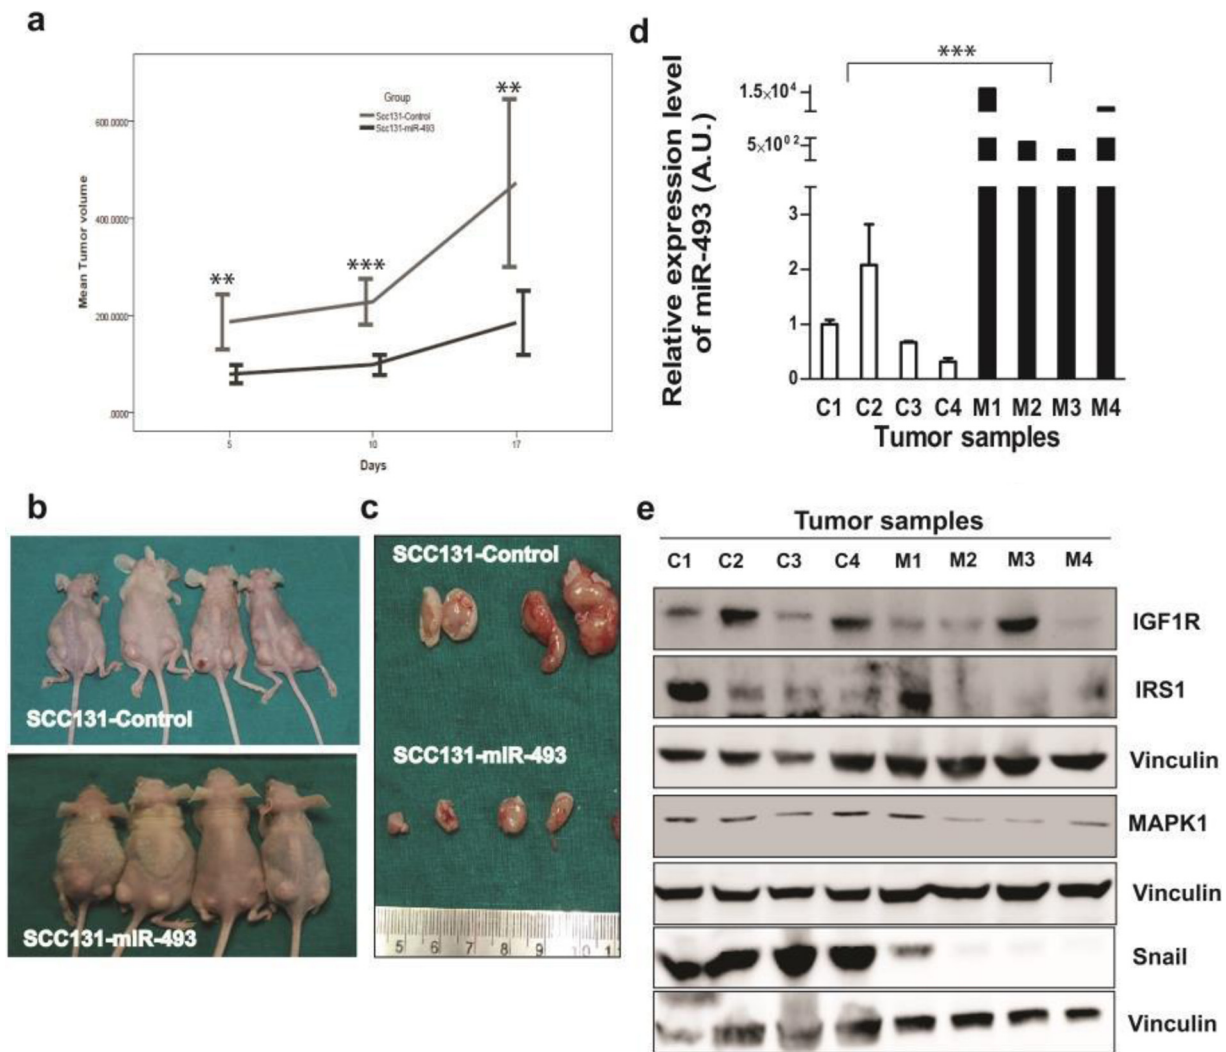 a
Group
Scc131-Control
Scc131-miR-493
**
***
**
600.0000
400.0000
200.0000
.0000
Mean Tumor volume
5
10
17
Days
d
***
Relative expression level
of miR-493 (A.U.)
1.5×10⁴
5×10⁰²
3
2
1
0
C1 C2 C3 C4 M1 M2 M3 M4
Tumor samples
b
SCC131-Control
SCC131-miR-493
c
SCC131-Control
SCC131-miR-493
5 6 7 8 9 10
e
Tumor samples
C1 C2 C3 C4 M1 M2 M3 M4
IGF1R
IRS1
Vinculin
MAPK1
Vinculin
Snail
Vinculin